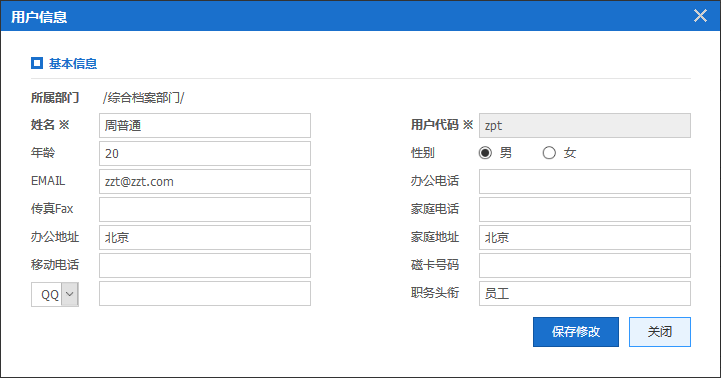 用户信息
基本信息
所属部门 /综合档案部门/
姓名 ※ 周普通 用户代码 ※ zpt
年龄 20 性别 男 女
EMAIL zzt@zzt.com 办公电话
传真Fax 家庭电话
办公地址 北京 家庭地址 北京
移动电话 磁卡号码
QQ 职务头衔 员工
保存修改 关闭